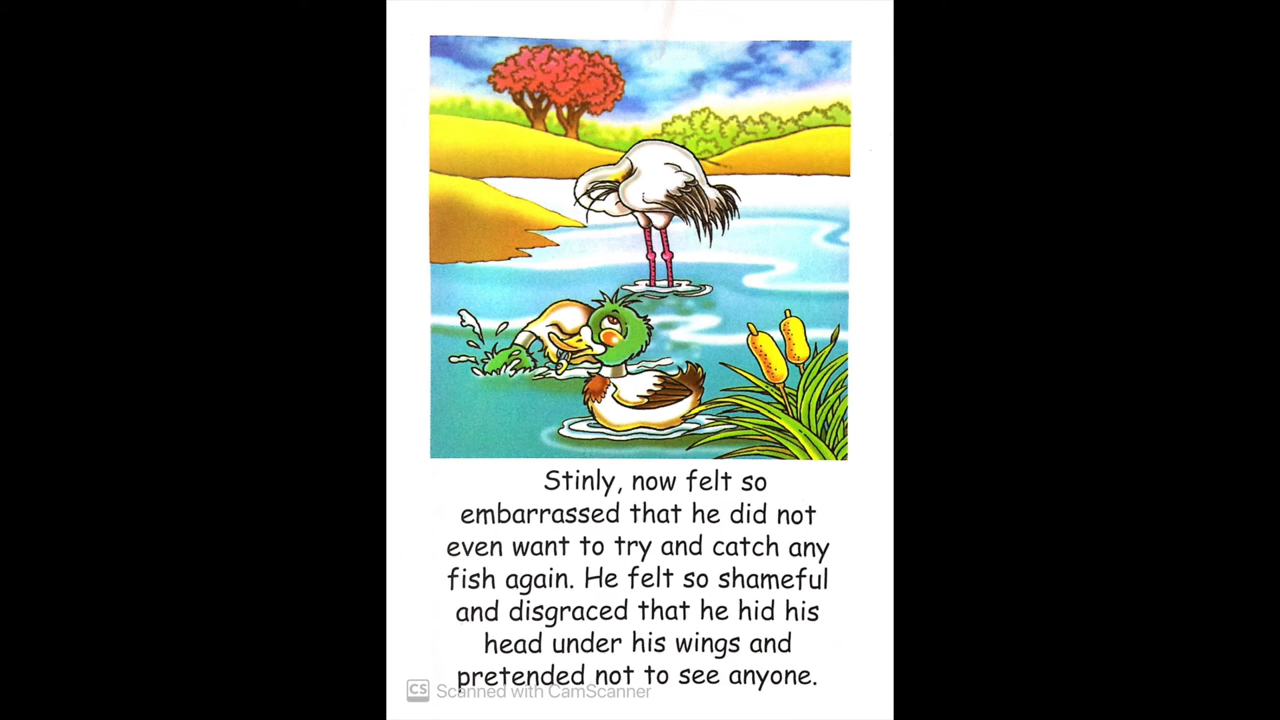 Stinly, now felt so
embarrassed that he did not
even want to try and catch any
fish again. He felt so shameful
and disgraced that he hid his
head under his wings and
pretended not to see anyone.
CS Scanned with CamScanner